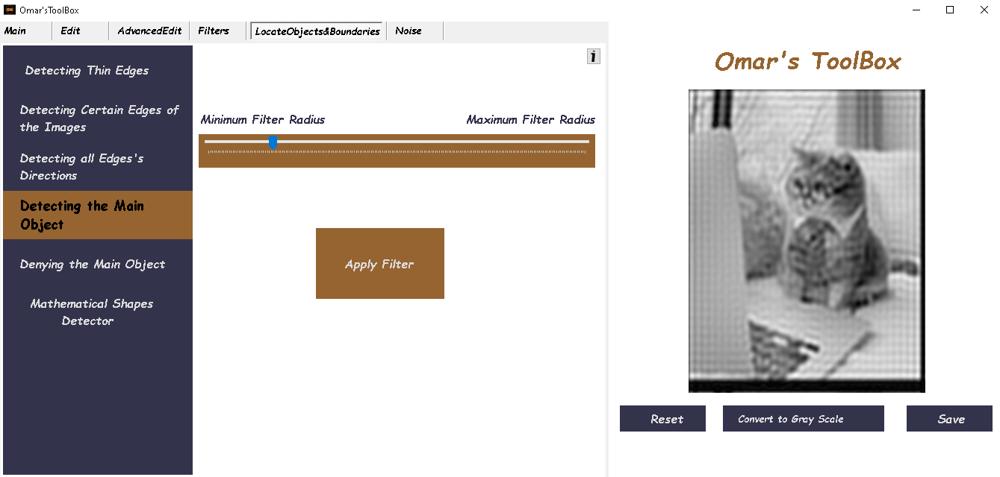 Omar'sToolBox
Main
Edit
AdvancedEdit
Filters
LocateObjects&Boundaries
Noise
Detecting Thin Edges
Detecting Certain Edges of
the Images
Detecting all Edges's
Directions
Detecting the Main
Object
Denying the Main Object
Mathematical Shapes
Detector
i
Minimum Filter Radius
Maximum Filter Radius
Apply Filter
Omar's ToolBox
Reset
Convert to Gray Scale
Save